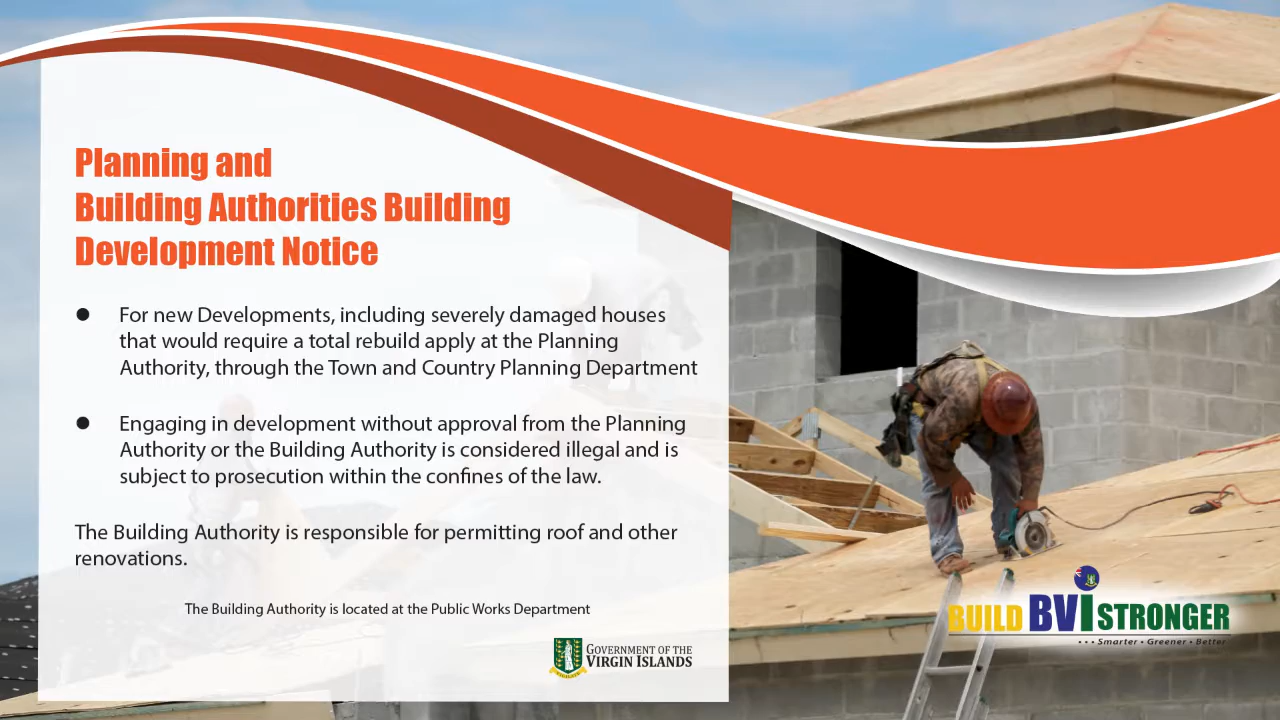 Planning and
Building Authorities Building
Development Notice
● For new Developments, including severely damaged houses
that would require a total rebuild apply at the Planning
Authority, through the Town and Country Planning Department
● Engaging in development without approval from the Planning
Authority or the Building Authority is considered illegal and is
subject to prosecution within the confines of the law.
The Building Authority is responsible for permitting roof and other
renovations.
The Building Authority is located at the Public Works Department
GOVERNMENT OF THE
VIRGIN ISLANDS
BUILD BVI STRONGER
• • • Smarter • Greener • Better